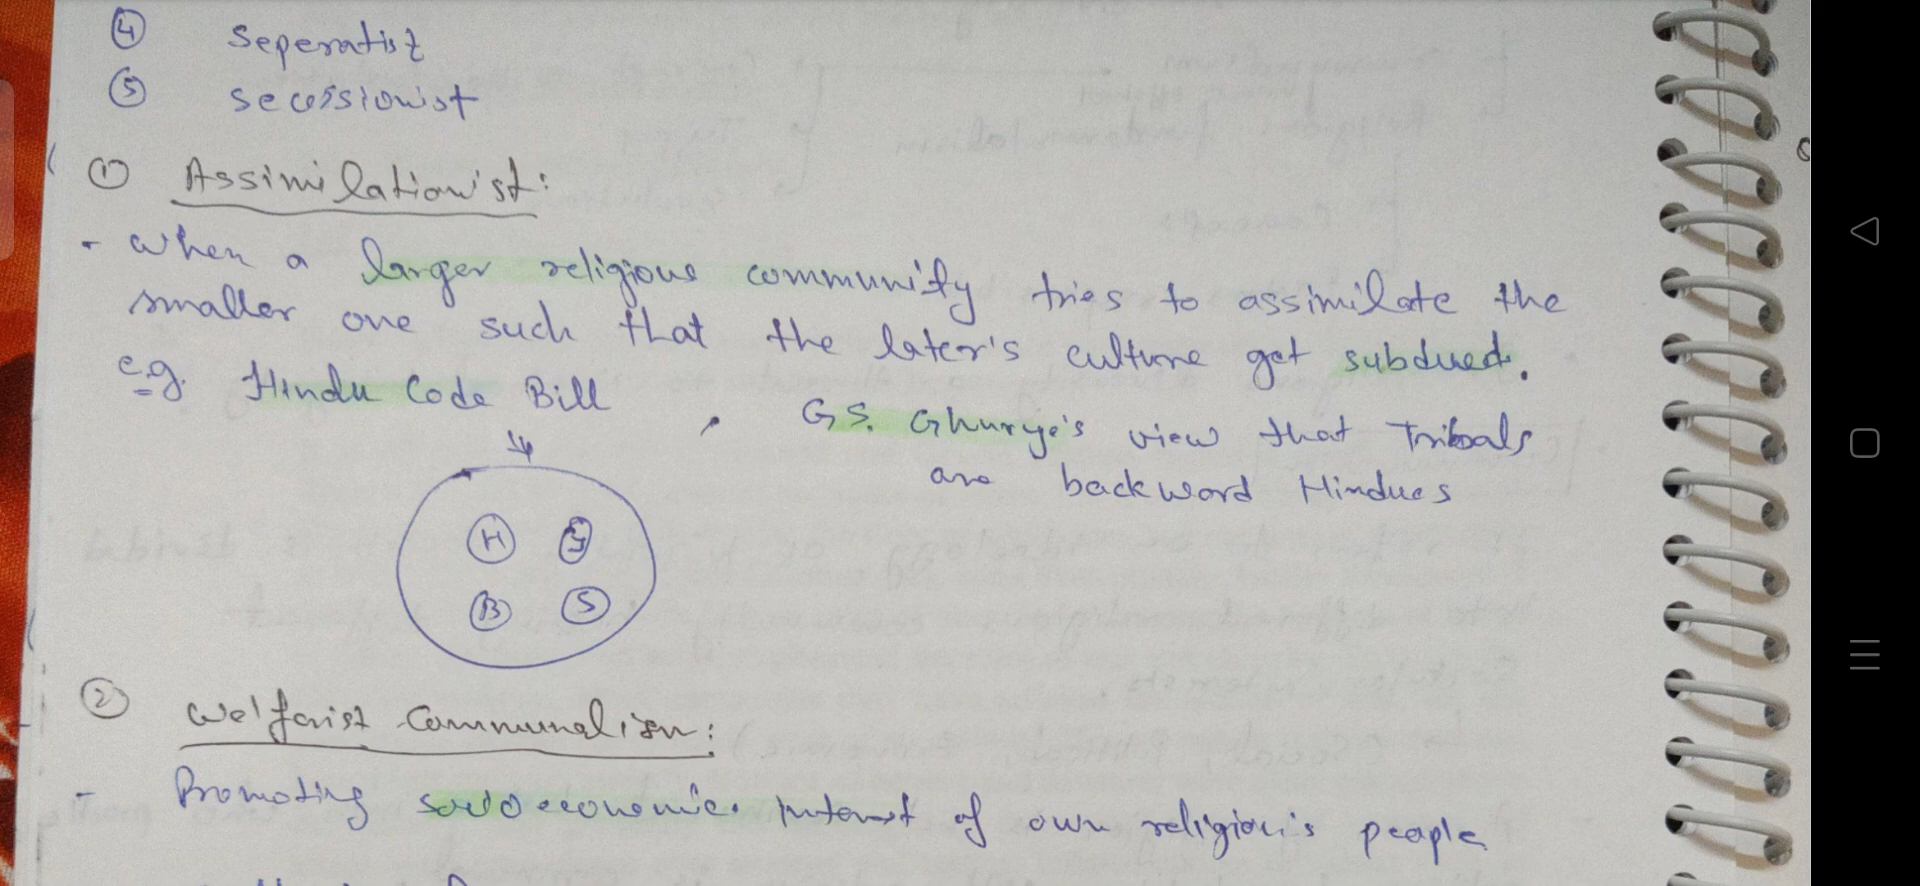 ④ Seperatist
⑤ secessionist
① Assimilationist:
- when a larger religious community tries to assimilate the
smaller one such that the later's culture get subdued.
e.g. Hindu Code Bill , G.S. Ghurye's view that Tribals
are backword Hindues
H J
B S
② Welfarist Communalism:
- Promoting socioeconomic interest of own religion's people